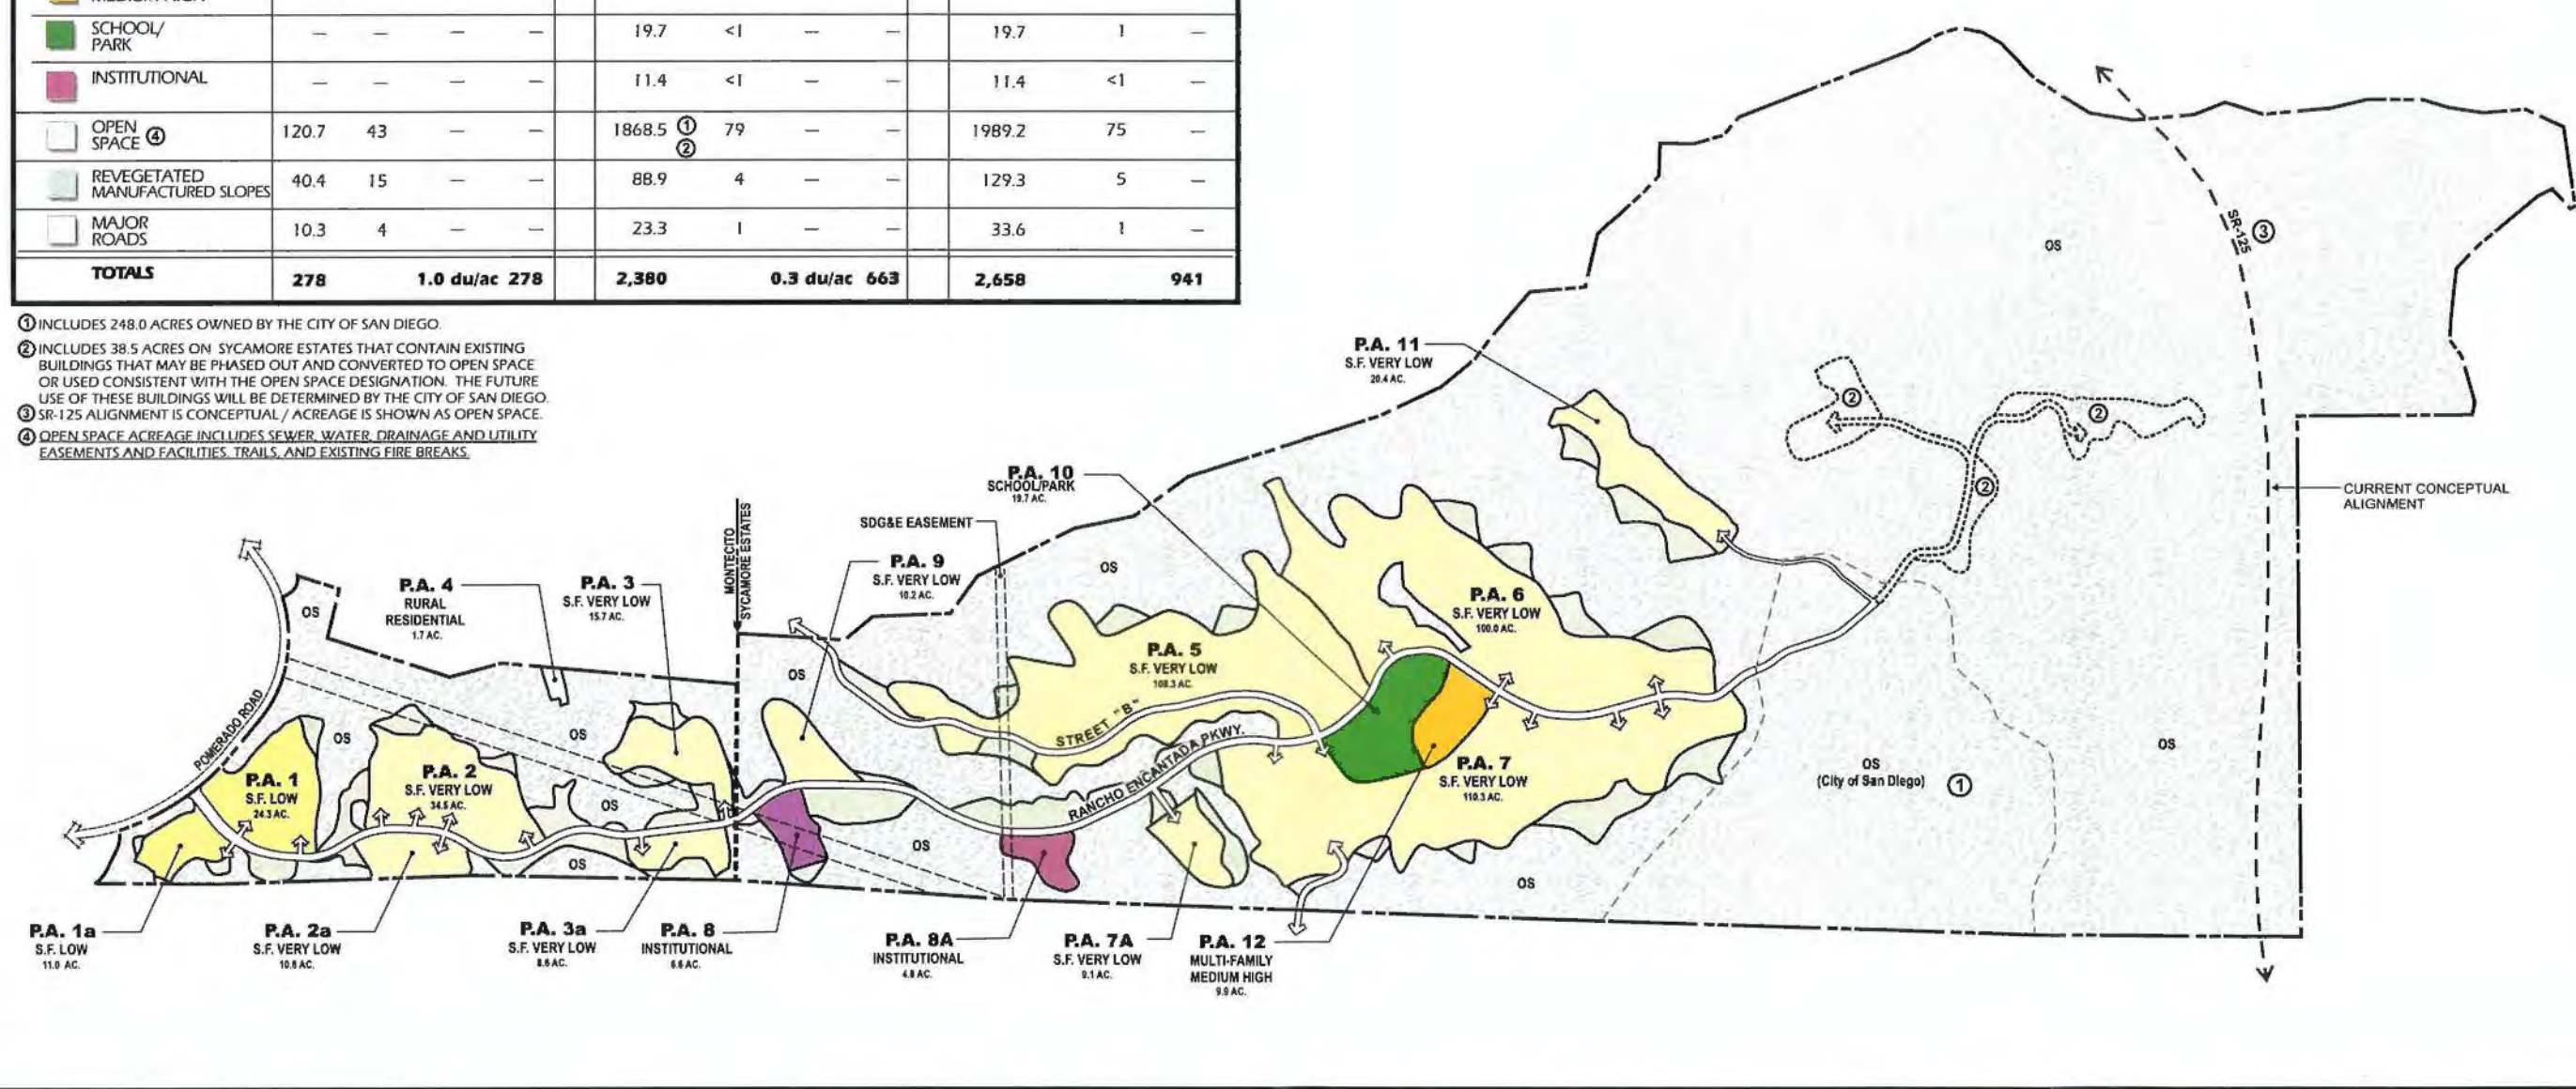 SCHOOL/
PARK
— — — — 19.7 <1 — — 19.7 1 —
INSTITUTIONAL
— — — — 11.4 <1 — — 11.4 <1 —
OPEN
SPACE ④
120.7 43 — — 1868.5 ① ② 79 — — 1989.2 75 —
REVEGETATED
MANUFACTURED SLOPES
40.4 15 — — 88.9 4 — — 129.3 5 —
MAJOR
ROADS
10.3 4 — — 23.3 1 — — 33.6 1 —
TOTALS 278 1.0 du/ac 278 2,380 0.3 du/ac 663 2,658 941
① INCLUDES 248.0 ACRES OWNED BY THE CITY OF SAN DIEGO.
② INCLUDES 38.5 ACRES ON SYCAMORE ESTATES THAT CONTAIN EXISTING
BUILDINGS THAT MAY BE PHASED OUT AND CONVERTED TO OPEN SPACE
OR USED CONSISTENT WITH THE OPEN SPACE DESIGNATION. THE FUTURE
USE OF THESE BUILDINGS WILL BE DETERMINED BY THE CITY OF SAN DIEGO.
③ SR-125 ALIGNMENT IS CONCEPTUAL / ACREAGE IS SHOWN AS OPEN SPACE.
④ OPEN SPACE ACREAGE INCLUDES SEWER, WATER, DRAINAGE AND UTILITY
EASEMENTS AND FACILITIES, TRAILS, AND EXISTING FIRE BREAKS.
OS
SR-125 ③
P.A. 11
S.F. VERY LOW
20.4 AC.
②
②
②
CURRENT CONCEPTUAL
ALIGNMENT
P.A. 10
SCHOOL/PARK
19.7 AC.
SDG&E EASEMENT
MONTECITO
SYCAMORE ESTATES
P.A. 9
S.F. VERY LOW
10.2 AC.
OS
P.A. 4
RURAL
RESIDENTIAL
1.7 AC.
P.A. 3
S.F. VERY LOW
15.7 AC.
OS
P.A. 6
S.F. VERY LOW
100.0 AC.
P.A. 5
S.F. VERY LOW
108.3 AC.
OS
POMERADO ROAD
STREET "B"
RANCHO ENCANTADA PKWY.
OS
OS
OS
P.A. 1
S.F. LOW
24.3 AC.
P.A. 2
S.F. VERY LOW
34.5 AC.
OS
P.A. 7
S.F. VERY LOW
110.3 AC.
OS
(City of San Diego) ①
OS
OS
OS
OS
P.A. 1a
S.F. LOW
11.0 AC.
P.A. 2a
S.F. VERY LOW
P.A. 3a
S.F. VERY LOW
P.A. 8
INSTITUTIONAL
6.6 AC.
P.A. 8A
INSTITUTIONAL
4.8 AC.
P.A. 7A
S.F. VERY LOW
9.1 AC.
P.A. 12
MULTI-FAMILY
MEDIUM HIGH
9.9 AC.